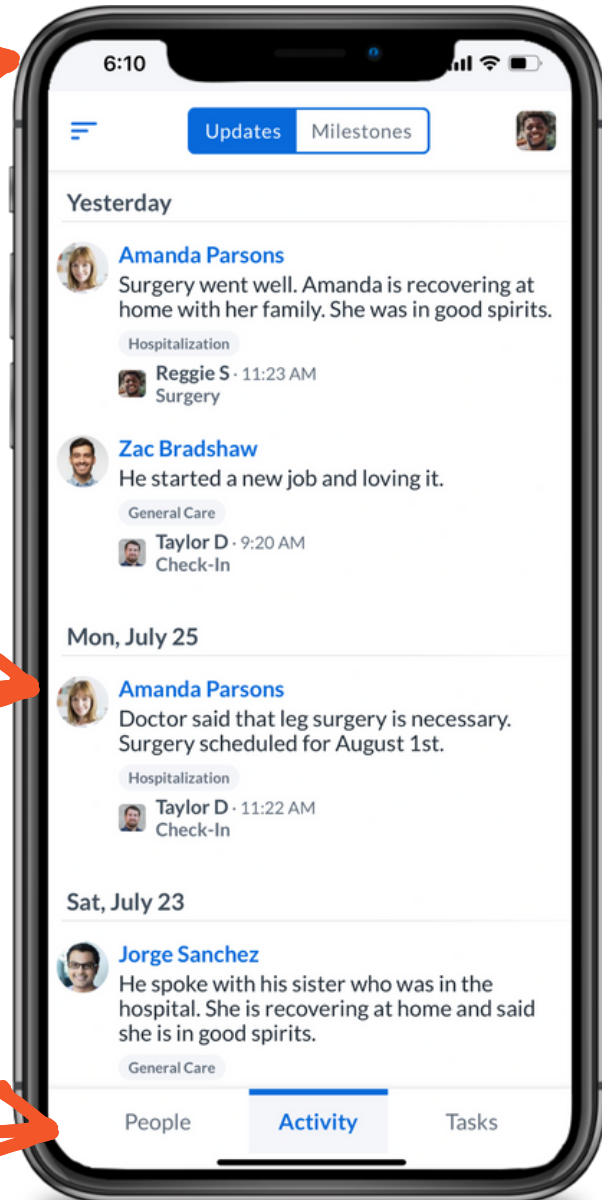 6:10
Updates Milestones
Yesterday
Amanda Parsons
Surgery went well. Amanda is recovering at
home with her family. She was in good spirits.
Hospitalization
Reggie S · 11:23 AM
Surgery
Zac Bradshaw
He started a new job and loving it.
General Care
Taylor D · 9:20 AM
Check-In
Mon, July 25
Amanda Parsons
Doctor said that leg surgery is necessary.
Surgery scheduled for August 1st.
Hospitalization
Taylor D · 11:22 AM
Check-In
Sat, July 23
Jorge Sanchez
He spoke with his sister who was in the
hospital. She is recovering at home and said
she is in good spirits.
General Care
People Activity Tasks